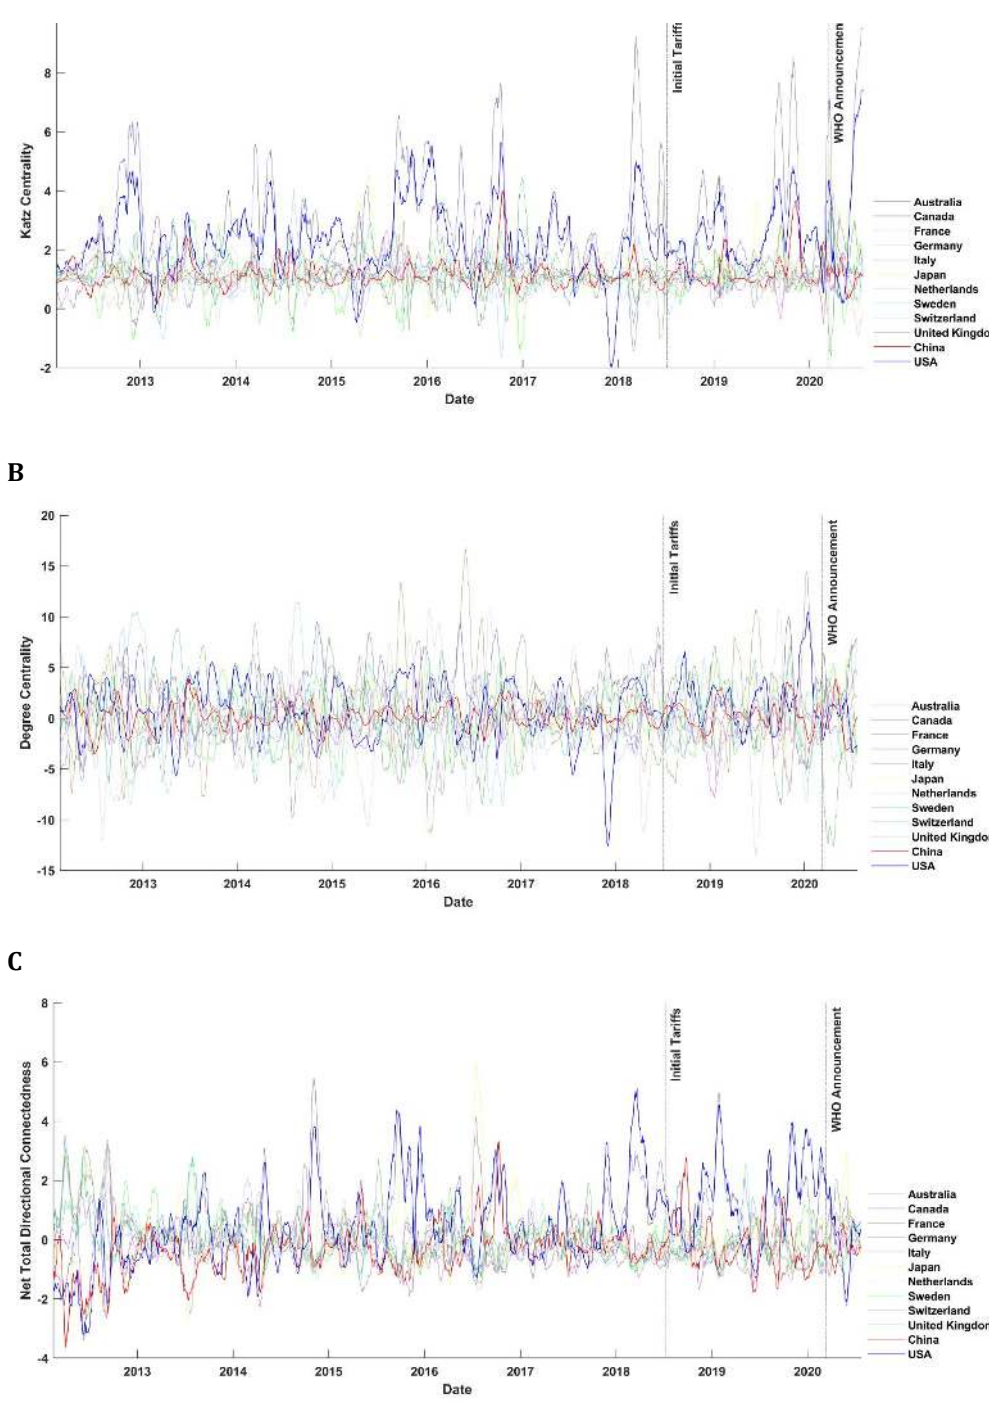 8
6
4
2
0
-2
Katz Centrality
Initial Tariffs
WHO Announcemen
2013 2014 2015 2016 2017 2018 2019 2020
Date
Australia
Canada
France
Germany
Italy
Japan
Netherlands
Sweden
Switzerland
United Kingdo
China
USA
B
20
15
10
5
0
-5
-10
-15
Degree Centrality
Initial Tariffs
WHO Announcement
2013 2014 2015 2016 2017 2018 2019 2020
Date
Australia
Canada
France
Germany
Italy
Japan
Netherlands
Sweden
Switzerland
United Kingdo
China
USA
C
8
6
4
2
0
-2
-4
Net Total Directional Connectedness
Initial Tariffs
WHO Announcement
2013 2014 2015 2016 2017 2018 2019 2020
Date
Australia
Canada
France
Germany
Italy
Japan
Netherlands
Sweden
Switzerland
United Kingdo
China
USA